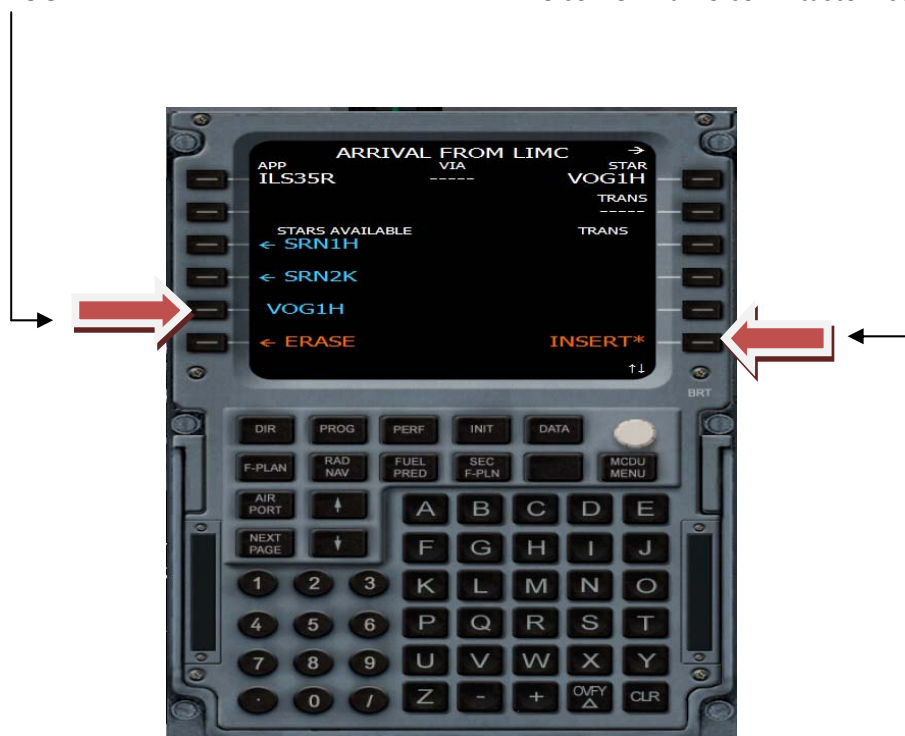 ARRIVAL FROM LIMC →
APP VIA STAR
ILS35R ----- VOG1H
TRANS
-----
STARS AVAILABLE TRANS
← SRN1H
← SRN2K
VOG1H
← ERASE INSERT*
↑↓
BRT
DIR PROG PERF INIT DATA
F-PLAN RAD NAV FUEL PRED SEC F-PLN MCDU MENU
AIR PORT A B C D E
NEXT PAGE F G H I J
1 2 3 K L M N O
4 5 6 P Q R S T
7 8 9 U V W X Y
. 0 / Z - + OVFY Δ CLR